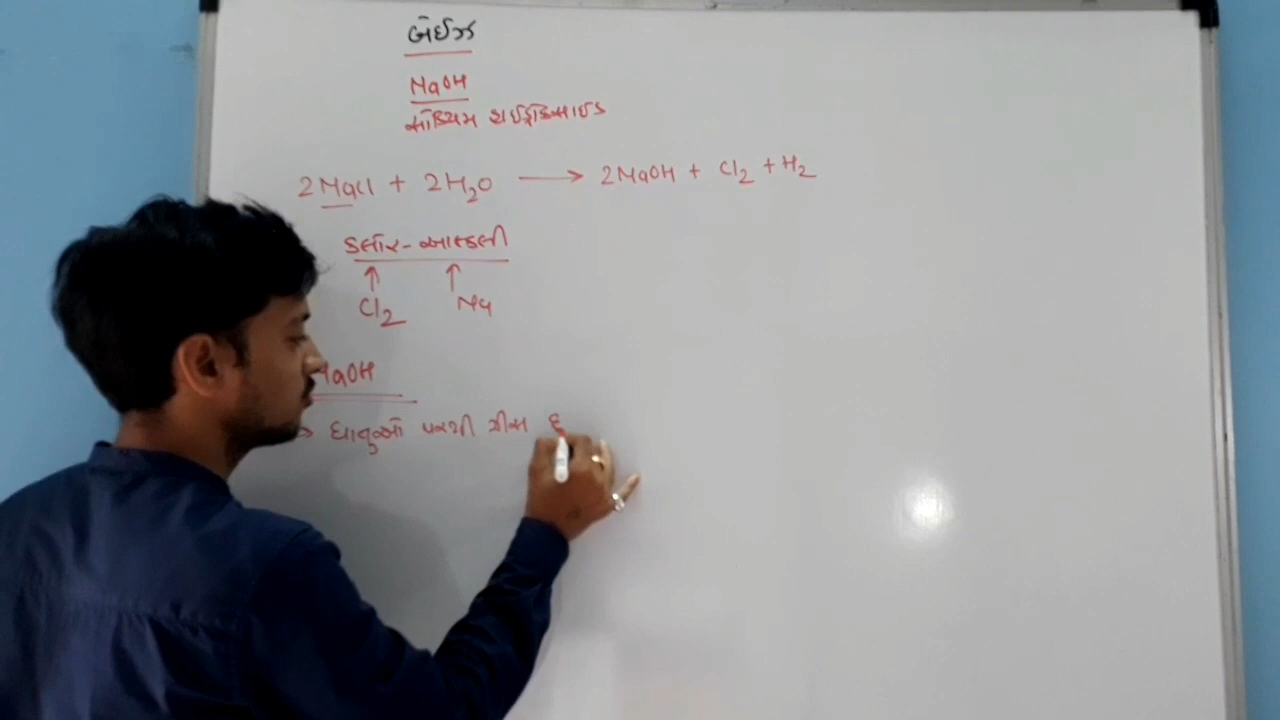 બેઈઝ
NaOH
સોડિયમ હાઈડ્રોક્સાઈડ
2NaCl + 2H₂O ⟶ 2NaOH + Cl₂ + H₂
ક્લોર-આલ્કલી
↑ ↑
Cl₂ Na
NaOH
→ ધાતુઓ પરથી ગ્રીસ દ